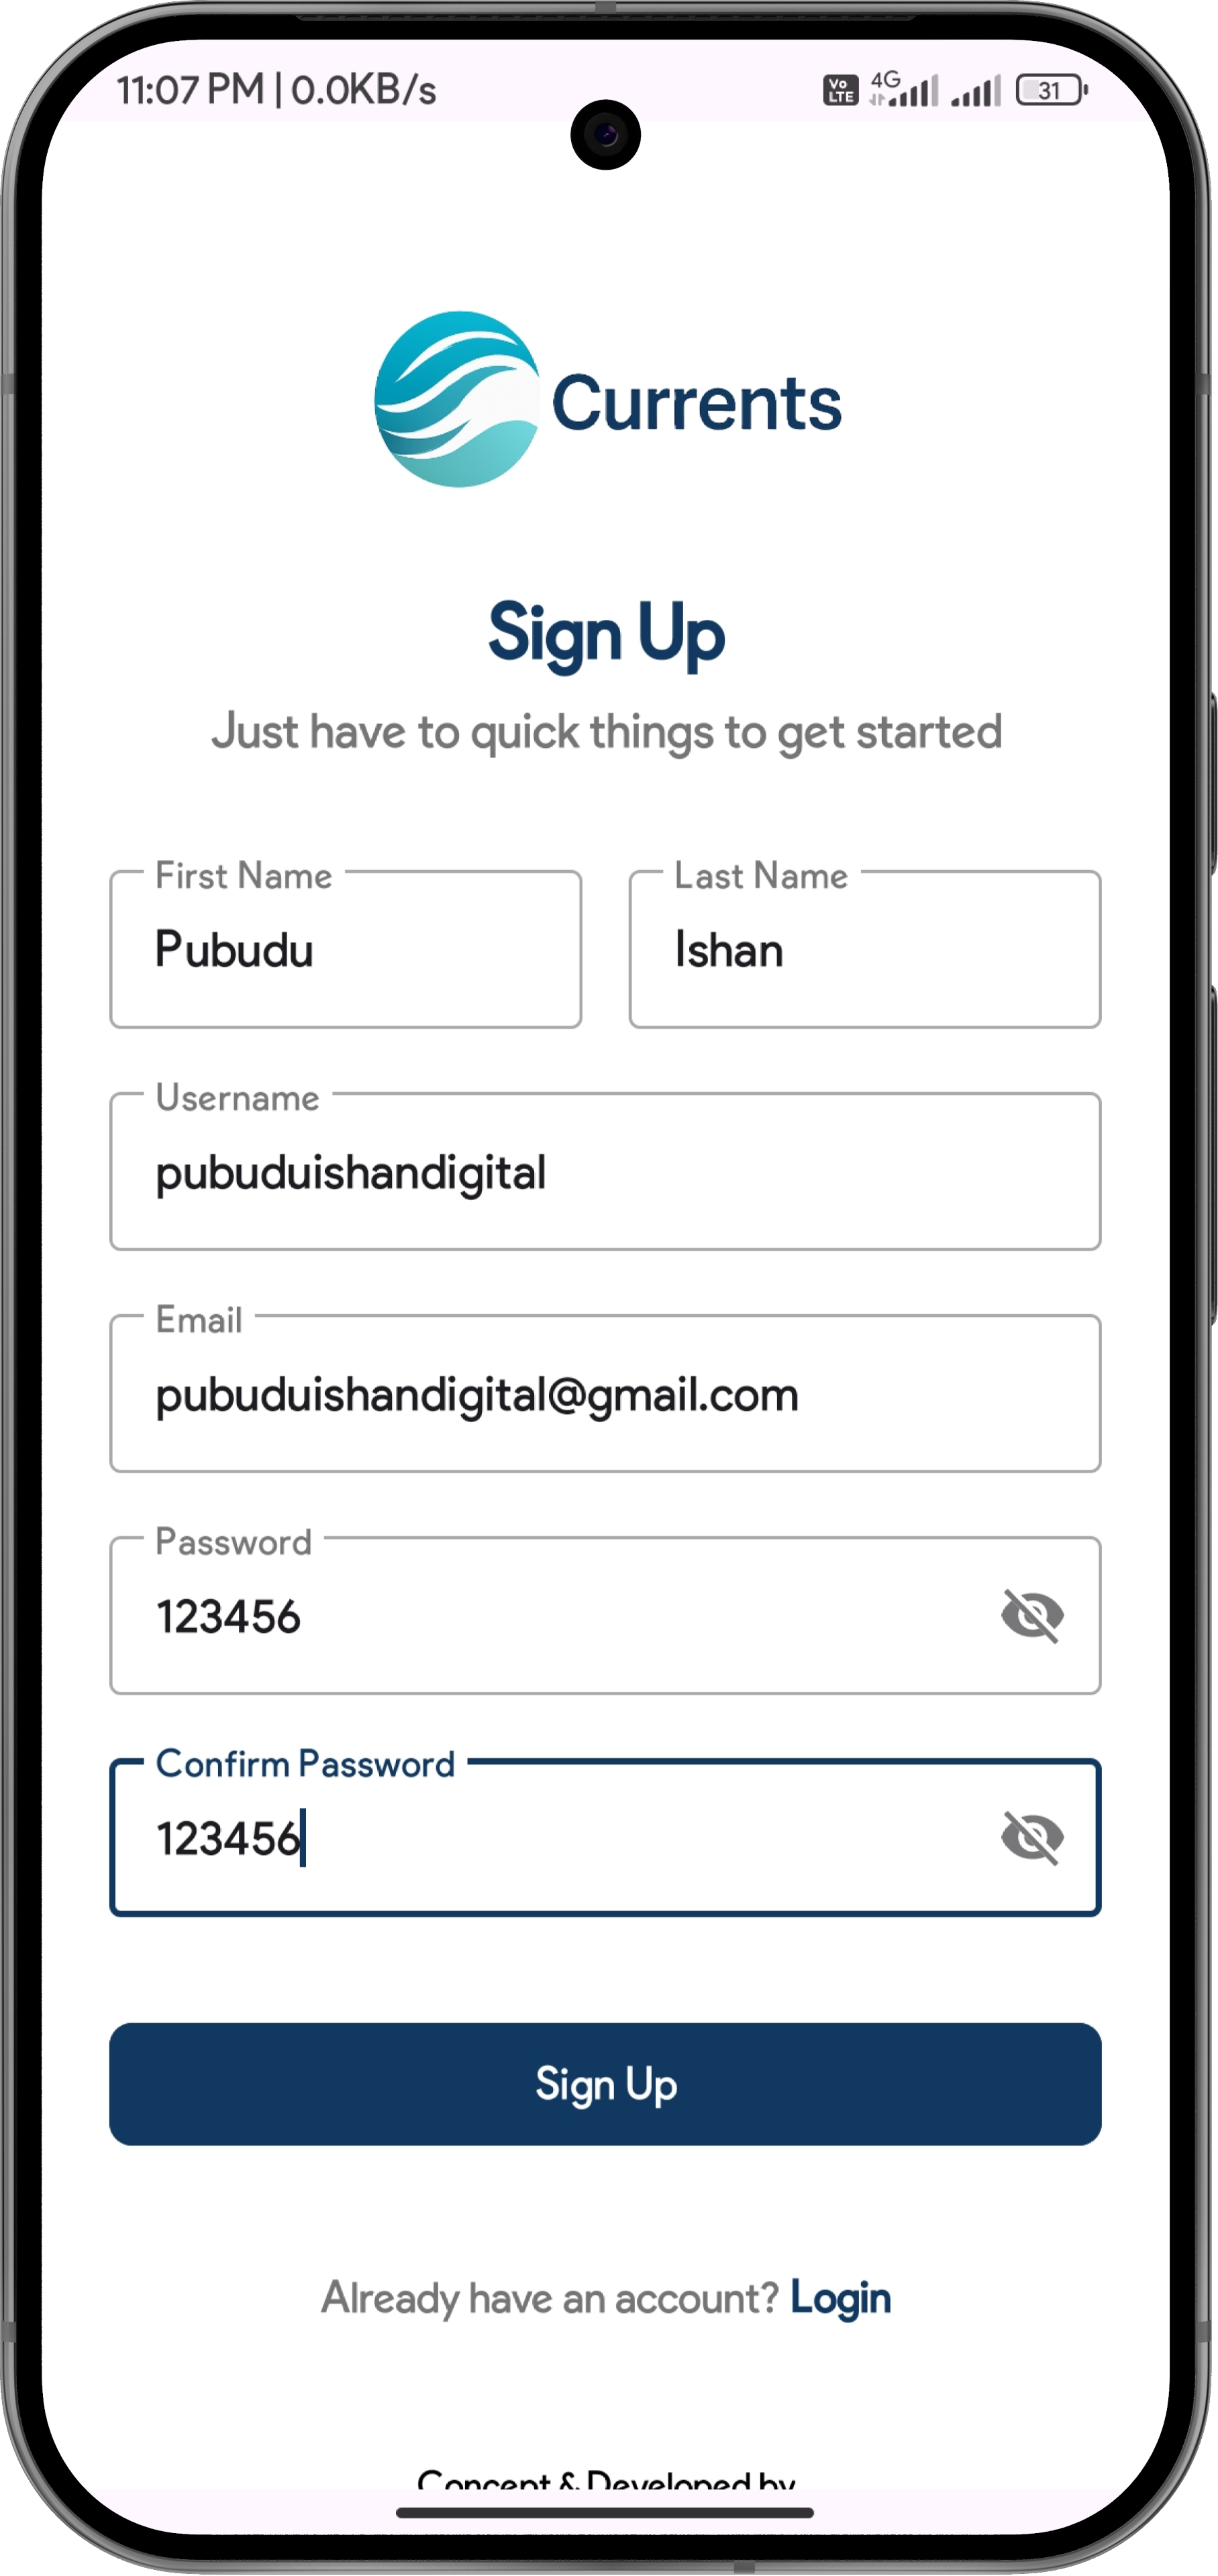 11:07 PM | 0.0KB/s Vo LTE 4G 31
Currents
Sign Up
Just have to quick things to get started
First Name Last Name
Pubudu Ishan
Username
pubuduishandigital
Email
pubuduishandigital@gmail.com
Password
123456
Confirm Password
123456
Sign Up
Already have an account? Login
Concept & Developed by